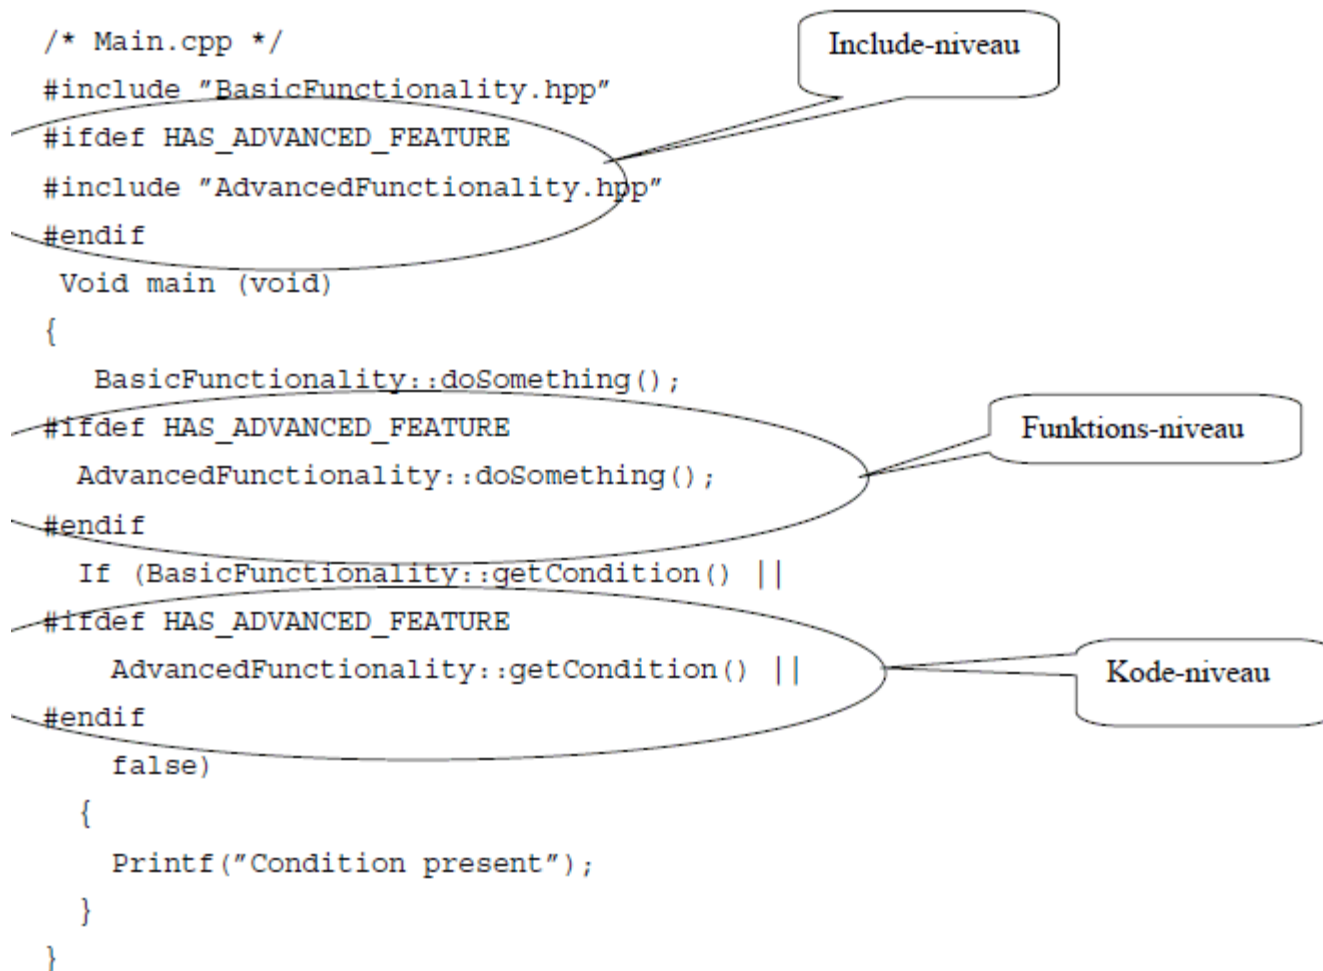 /* Main.cpp */
Include-niveau
#include ”BasicFunctionality.hpp”
#ifdef HAS_ADVANCED_FEATURE
#include ”AdvancedFunctionality.hpp”
#endif
Void main (void)
{
BasicFunctionality::doSomething();
#ifdef HAS_ADVANCED_FEATURE
Funktions-niveau
AdvancedFunctionality::doSomething();
#endif
If (BasicFunctionality::getCondition() ||
#ifdef HAS_ADVANCED_FEATURE
AdvancedFunctionality::getCondition() ||
Kode-niveau
#endif
false)
{
Printf(”Condition present”);
}
}